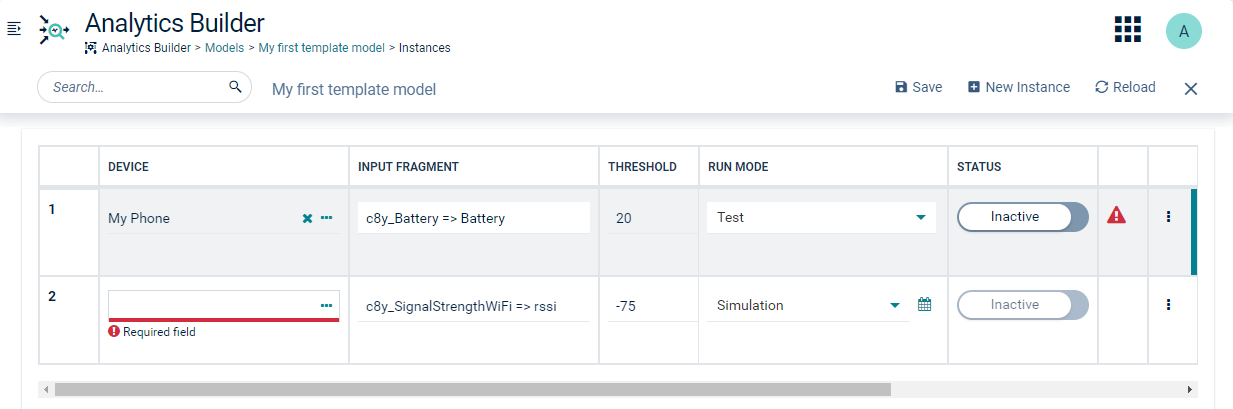 Analytics Builder
Analytics Builder > Models > My first template model > Instances
A
Search...
My first template model
Save
New Instance
Reload
DEVICE INPUT FRAGMENT THRESHOLD RUN MODE STATUS
1 My Phone c8y_Battery => Battery 20 Test Inactive
2 c8y_SignalStrengthWiFi => rssi -75 Simulation Inactive
Required field